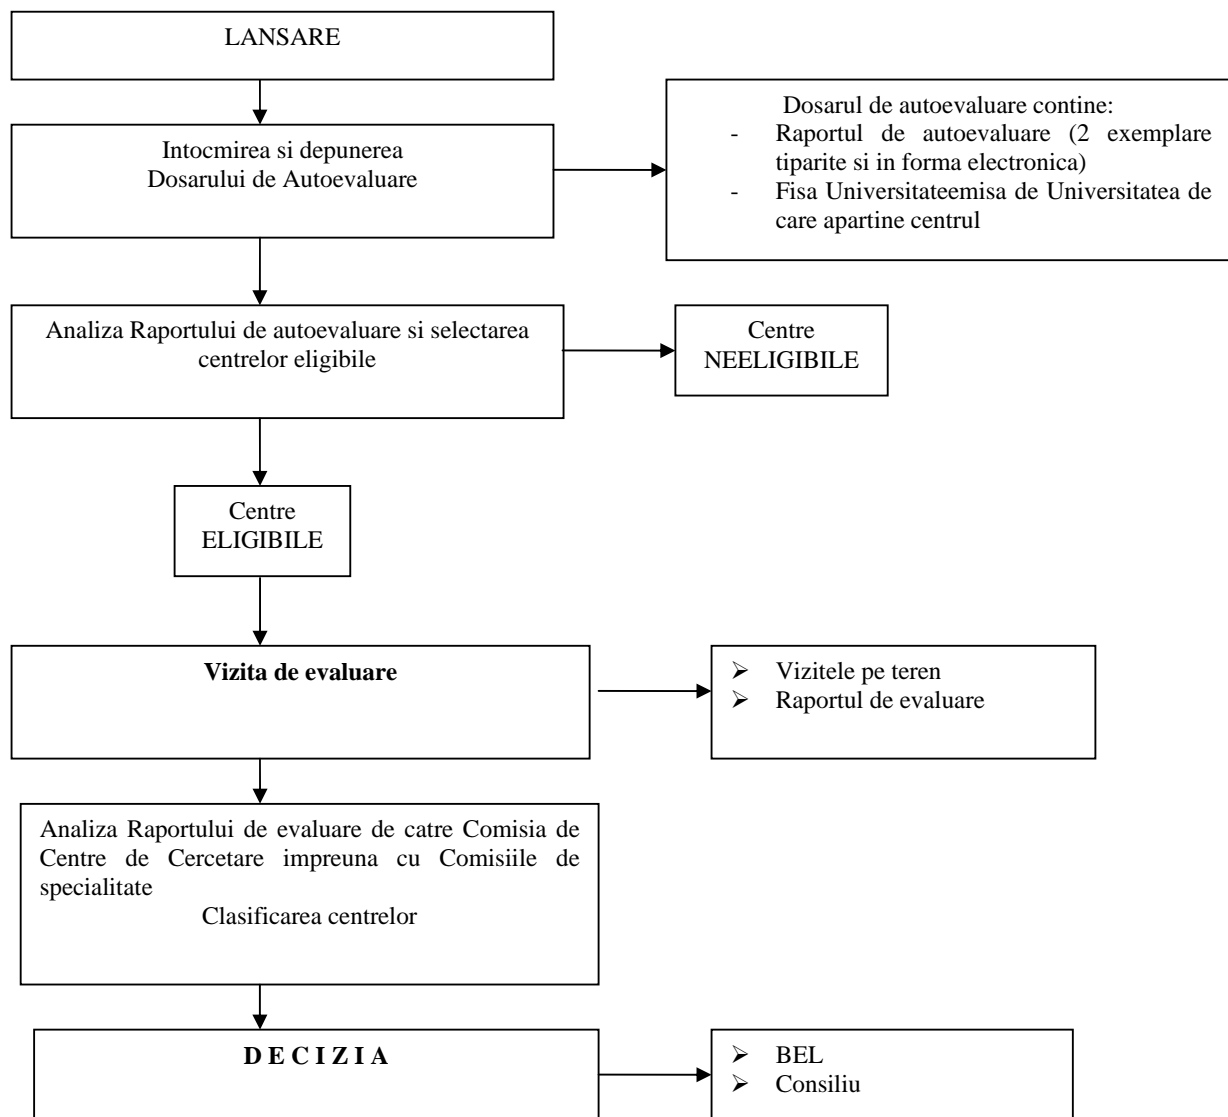 LANSARE
Intocmirea si depunerea
Dosarului de Autoevaluare
Dosarul de autoevaluare contine:
- Raportul de autoevaluare (2 exemplare
tiparite si in forma electronica)
- Fisa Universitateemisa de Universitatea de
care apartine centrul
Analiza Raportului de autoevaluare si selectarea
centrelor eligibile
Centre
NEELIGIBILE
Centre
ELIGIBILE
Vizita de evaluare
➢ Vizitele pe teren
➢ Raportul de evaluare
Analiza Raportului de evaluare de catre Comisia de
Centre de Cercetare impreuna cu Comisiile de
specialitate
Clasificarea centrelor
D E C I Z I A
➢ BEL
➢ Consiliu